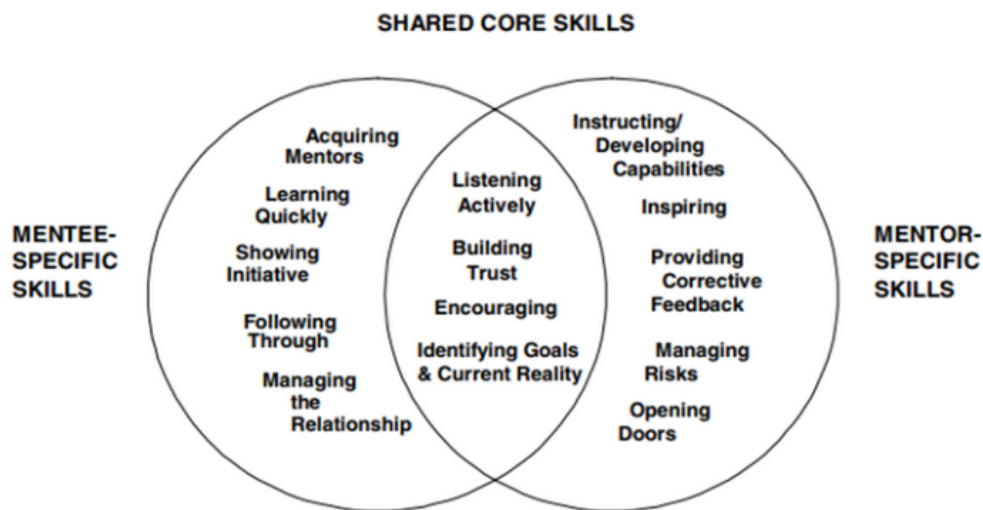 SHARED CORE SKILLS
MENTEE-
SPECIFIC
SKILLS
Acquiring
Mentors
Learning
Quickly
Showing
Initiative
Following
Through
Managing
the
Relationship
Listening
Actively
Building
Trust
Encouraging
Identifying Goals
& Current Reality
Instructing/
Developing
Capabilities
Inspiring
Providing
Corrective
Feedback
Managing
Risks
Opening
Doors
MENTOR-
SPECIFIC
SKILLS